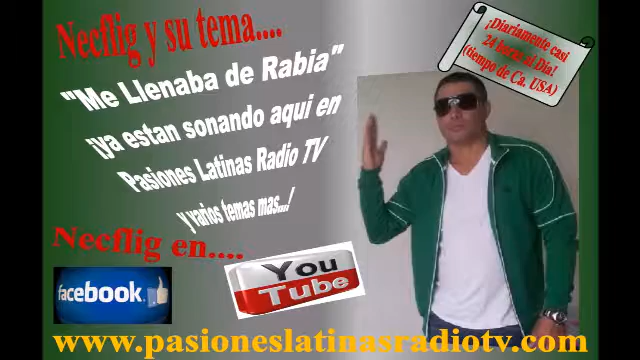 Necflig y su tema....
"Me Llenaba de Rabia"
¡ya estan sonando aqui en
Pasiones Latinas Radio TV
y varios temas mas...!
¡Diariamente casi
24 horas al Dia!
(tiempo de Ca. USA)
Necflig en....
facebook.
You
Tube
www.pasioneslatinasradiotv.com